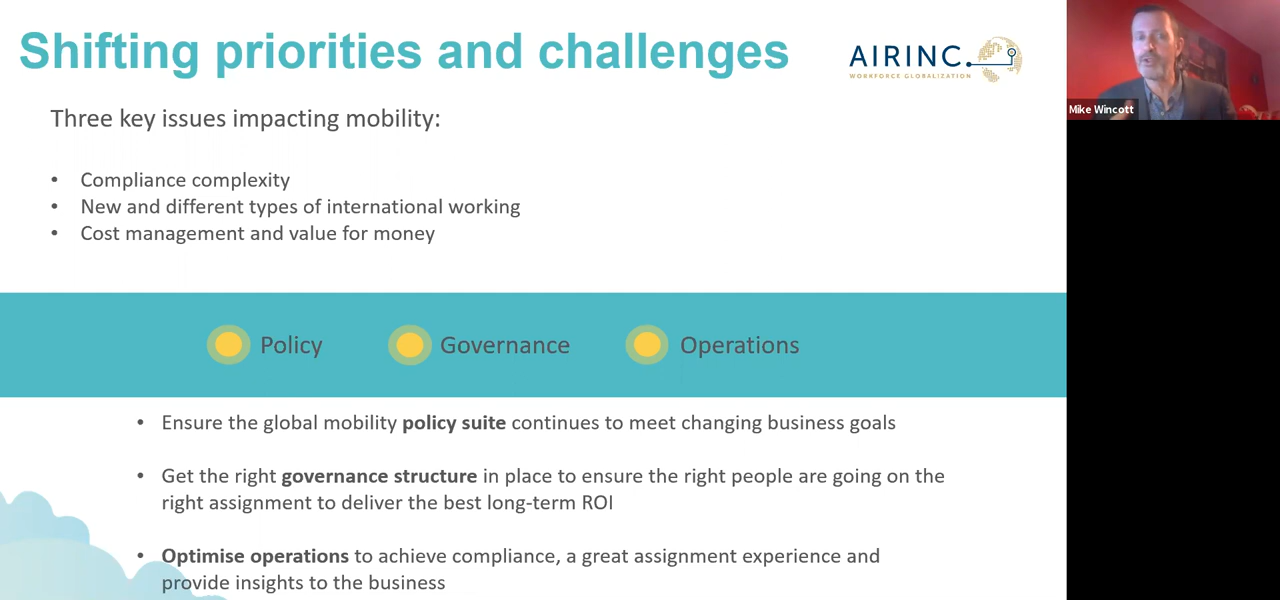 Shifting priorities and challenges
AIRINC.
WORKFORCE GLOBALIZATION
Mike Wincott
Three key issues impacting mobility:
• Compliance complexity
• New and different types of international working
• Cost management and value for money
Policy
Governance
Operations
• Ensure the global mobility policy suite continues to meet changing business goals
• Get the right governance structure in place to ensure the right people are going on the
right assignment to deliver the best long-term ROI
• Optimise operations to achieve compliance, a great assignment experience and
provide insights to the business